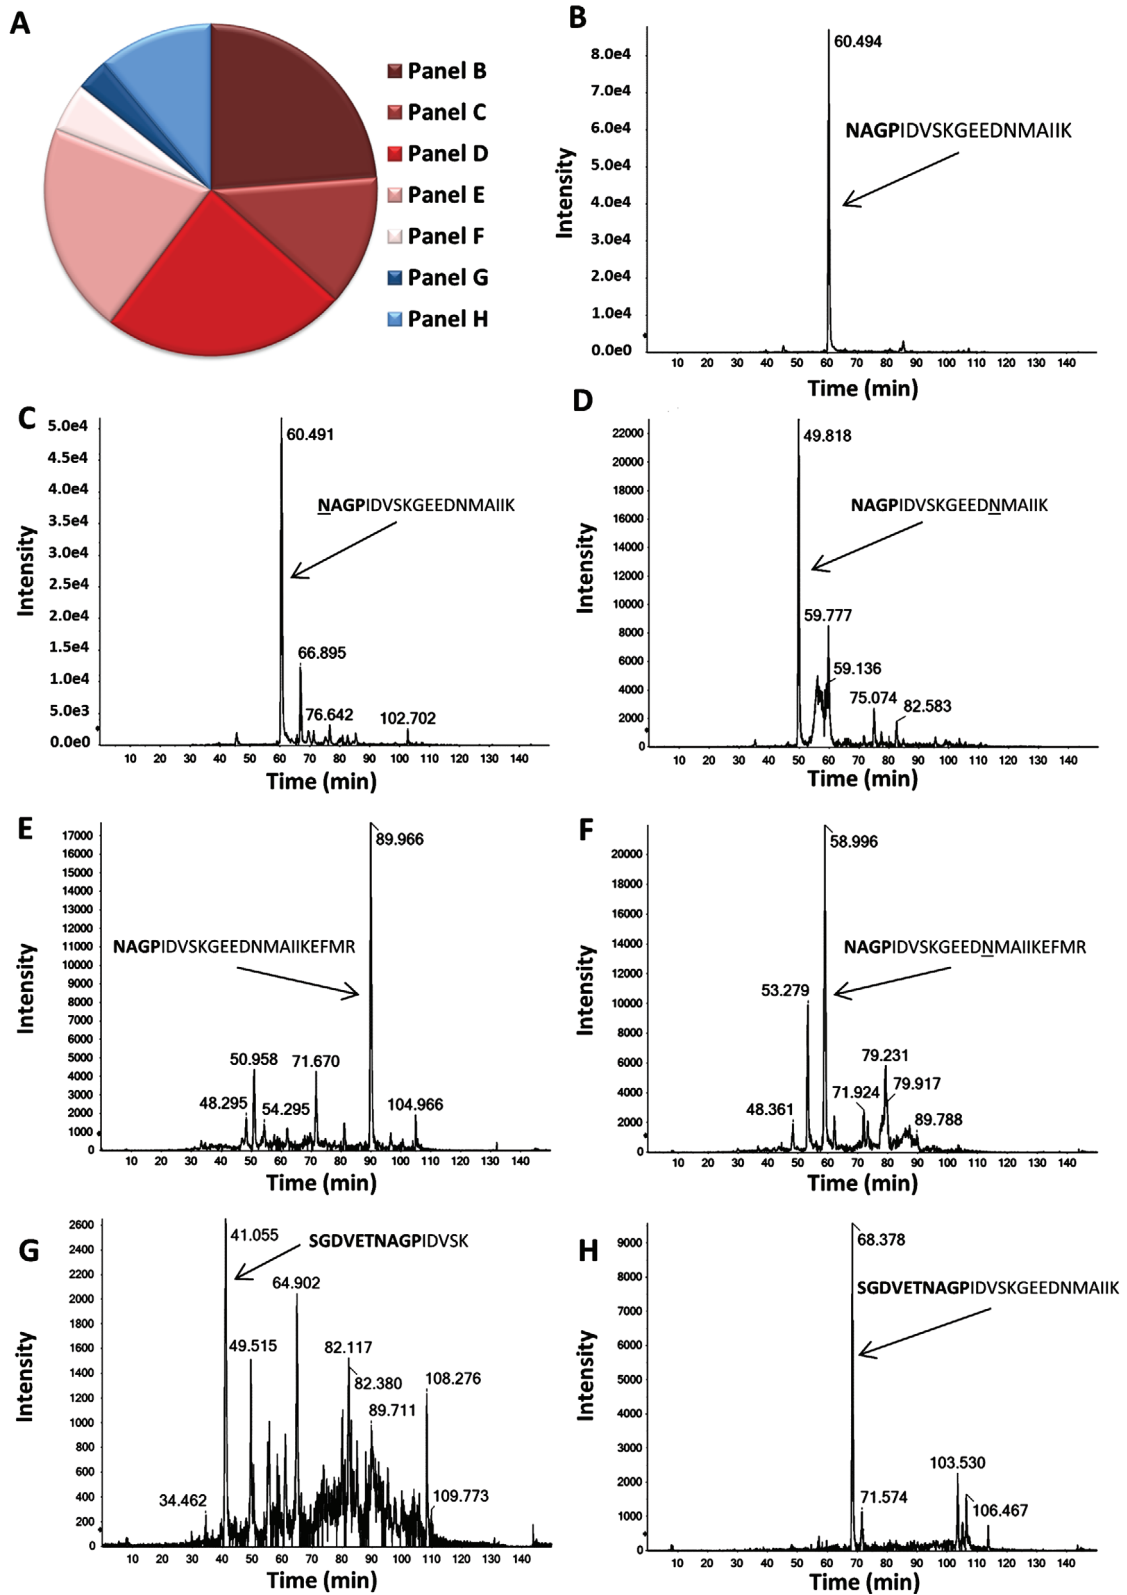 A
Panel B
Panel C
Panel D
Panel E
Panel F
Panel G
Panel H
B
60.494
NAGPIDVSKGEEDNMAIIK
Intensity
8.0e4
7.0e4
6.0e4
5.0e4
4.0e4
3.0e4
2.0e4
1.0e4
0.0e0
10 20 30 40 50 60 70 80 90 100 110 120 130 140
Time (min)
C
60.491
NAGPIDVSKGEEDNMAIIK
66.895
76.642
102.702
Intensity
5.0e4
4.5e4
4.0e4
3.5e4
3.0e4
2.5e4
2.0e4
1.5e4
1.0e4
5.0e3
0.0e0
10 20 30 40 50 60 70 80 90 100 110 120 130 140
Time (min)
D
49.818
NAGPIDVSKGEEDNMAIIK
59.777
59.136
75.074
82.583
Intensity
22000
20000
18000
16000
14000
12000
10000
8000
6000
4000
2000
0
10 20 30 40 50 60 70 80 90 100 110 120 130 140
Time (min)
E
89.966
NAGPIDVSKGEEDNMAIIKEFMR
50.958
71.670
48.295
54.295
104.966
Intensity
17000
16000
15000
14000
13000
12000
11000
10000
9000
8000
7000
6000
5000
4000
3000
2000
1000
0
10 20 30 40 50 60 70 80 90 100 110 120 130 140
Time (min)
F
58.996
NAGPIDVSKGEEDNMAIIKEFMR
53.279
79.231
71.924
79.917
48.361
89.788
Intensity
20000
18000
16000
14000
12000
10000
8000
6000
4000
2000
0
10 20 30 40 50 60 70 80 90 100 110 120 130 140
Time (min)
G
41.055
SGDVETNAGPIDVSK
64.902
49.515
82.117
82.380
108.276
89.711
34.462
109.773
Intensity
2600
2400
2200
2000
1800
1600
1400
1200
1000
800
600
400
200
0
10 20 30 40 50 60 70 80 90 100 110 120 130 140
Time (min)
H
68.378
SGDVETNAGPIDVSKGEEDNMAIIK
103.530
71.574
106.467
Intensity
9000
8000
7000
6000
5000
4000
3000
2000
1000
0
10 20 30 40 50 60 70 80 90 100 110 120 130 140
Time (min)